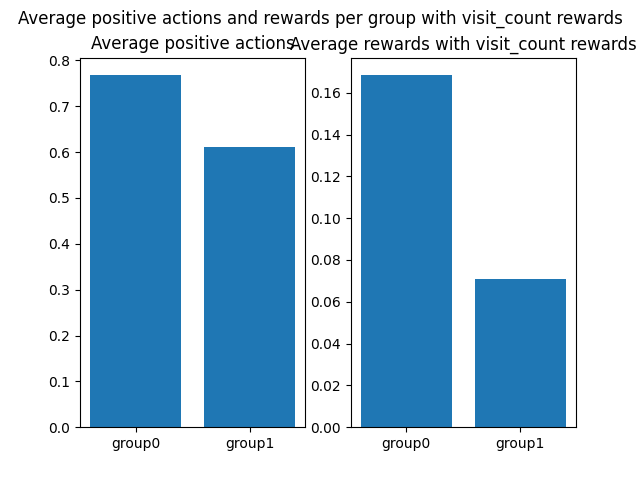 Average positive actions and rewards per group with visit_count rewards
Average positive actions
Average rewards with visit_count rewards
0.8
0.7
0.6
0.5
0.4
0.3
0.2
0.1
0.0
group0
group1
0.16
0.14
0.12
0.10
0.08
0.06
0.04
0.02
0.00
group0
group1